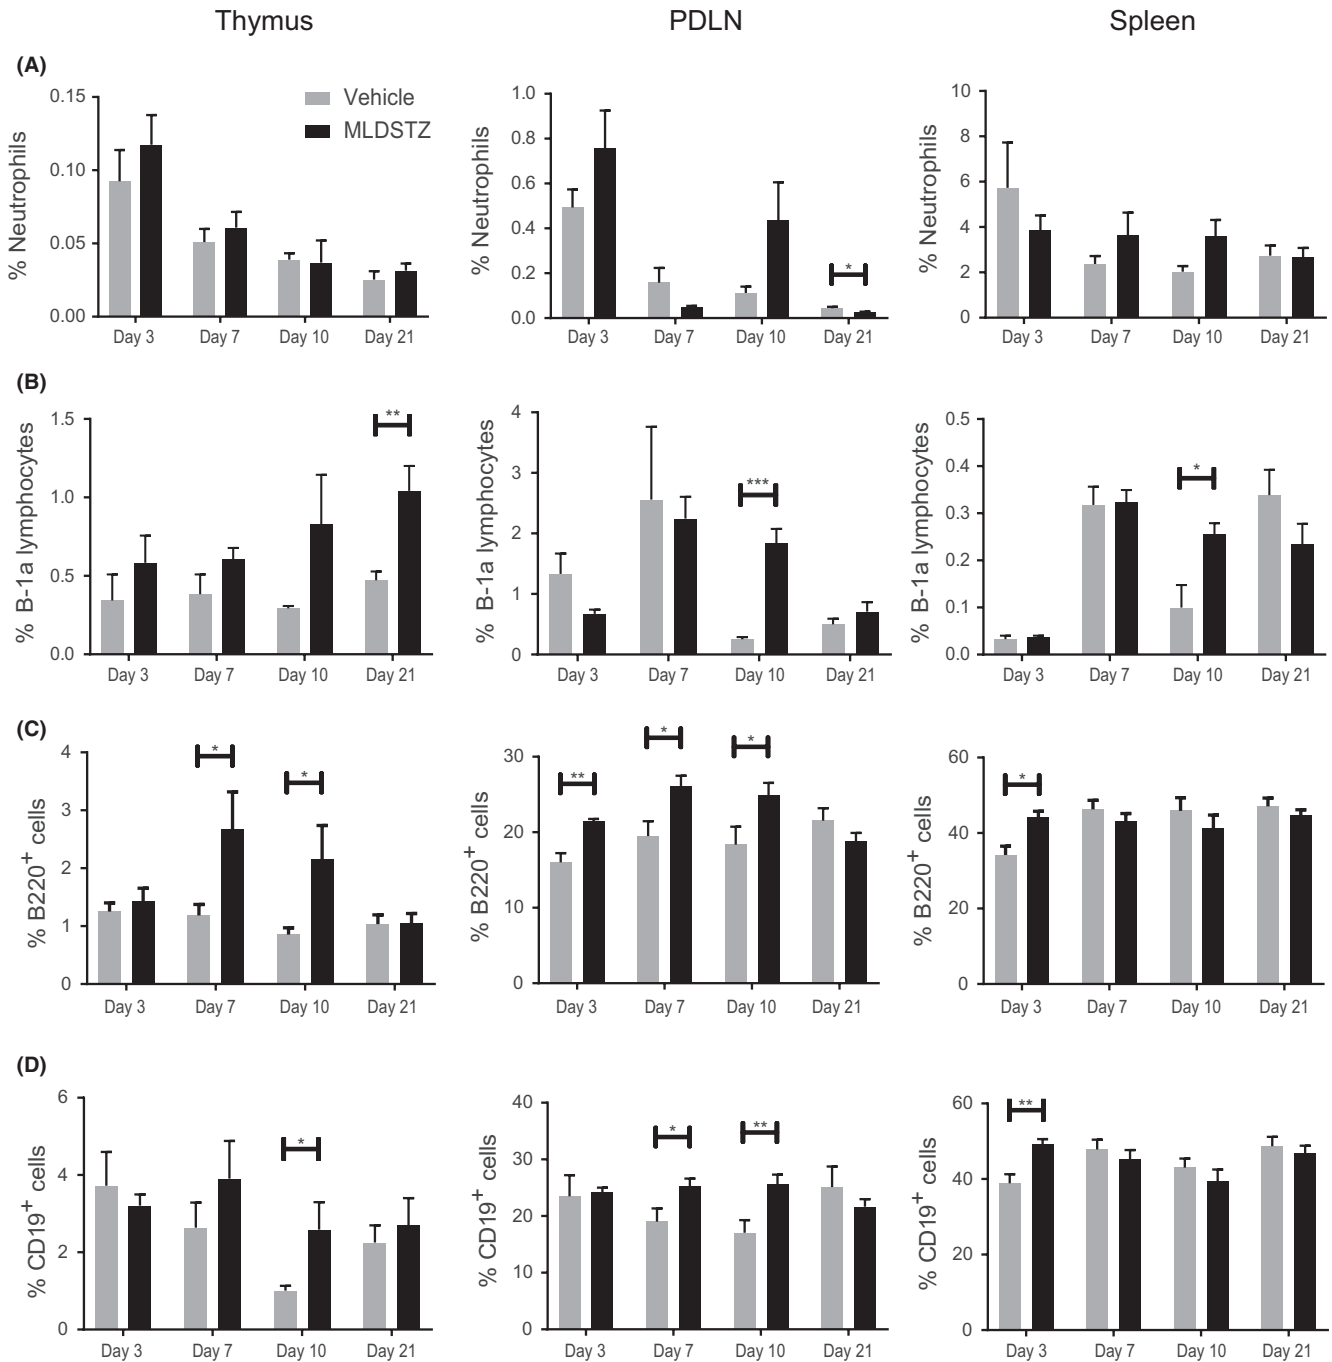 Thymus PDLN Spleen
(A)
% Neutrophils
0.15
0.10
0.05
0.00
Vehicle
MLDSTZ
Day 3 Day 7 Day 10 Day 21
% Neutrophils
1.0
0.8
0.6
0.4
0.2
0.0
*
Day 3 Day 7 Day 10 Day 21
% Neutrophils
10
8
6
4
2
0
Day 3 Day 7 Day 10 Day 21
(B)
% B-1a lymphocytes
1.5
1.0
0.5
0.0
**
Day 3 Day 7 Day 10 Day 21
% B-1a lymphocytes
4
3
2
1
0
***
Day 3 Day 7 Day 10 Day 21
% B-1a lymphocytes
0.5
0.4
0.3
0.2
0.1
0.0
*
Day 3 Day 7 Day 10 Day 21
(C)
% B220+ cells
4
3
2
1
0
* *
Day 3 Day 7 Day 10 Day 21
% B220+ cells
30
20
10
0
** * *
Day 3 Day 7 Day 10 Day 21
% B220+ cells
60
40
20
0
*
Day 3 Day 7 Day 10 Day 21
(D)
% CD19+ cells
6
4
2
0
*
Day 3 Day 7 Day 10 Day 21
% CD19+ cells
40
30
20
10
0
* **
Day 3 Day 7 Day 10 Day 21
% CD19+ cells
60
40
20
0
**
Day 3 Day 7 Day 10 Day 21